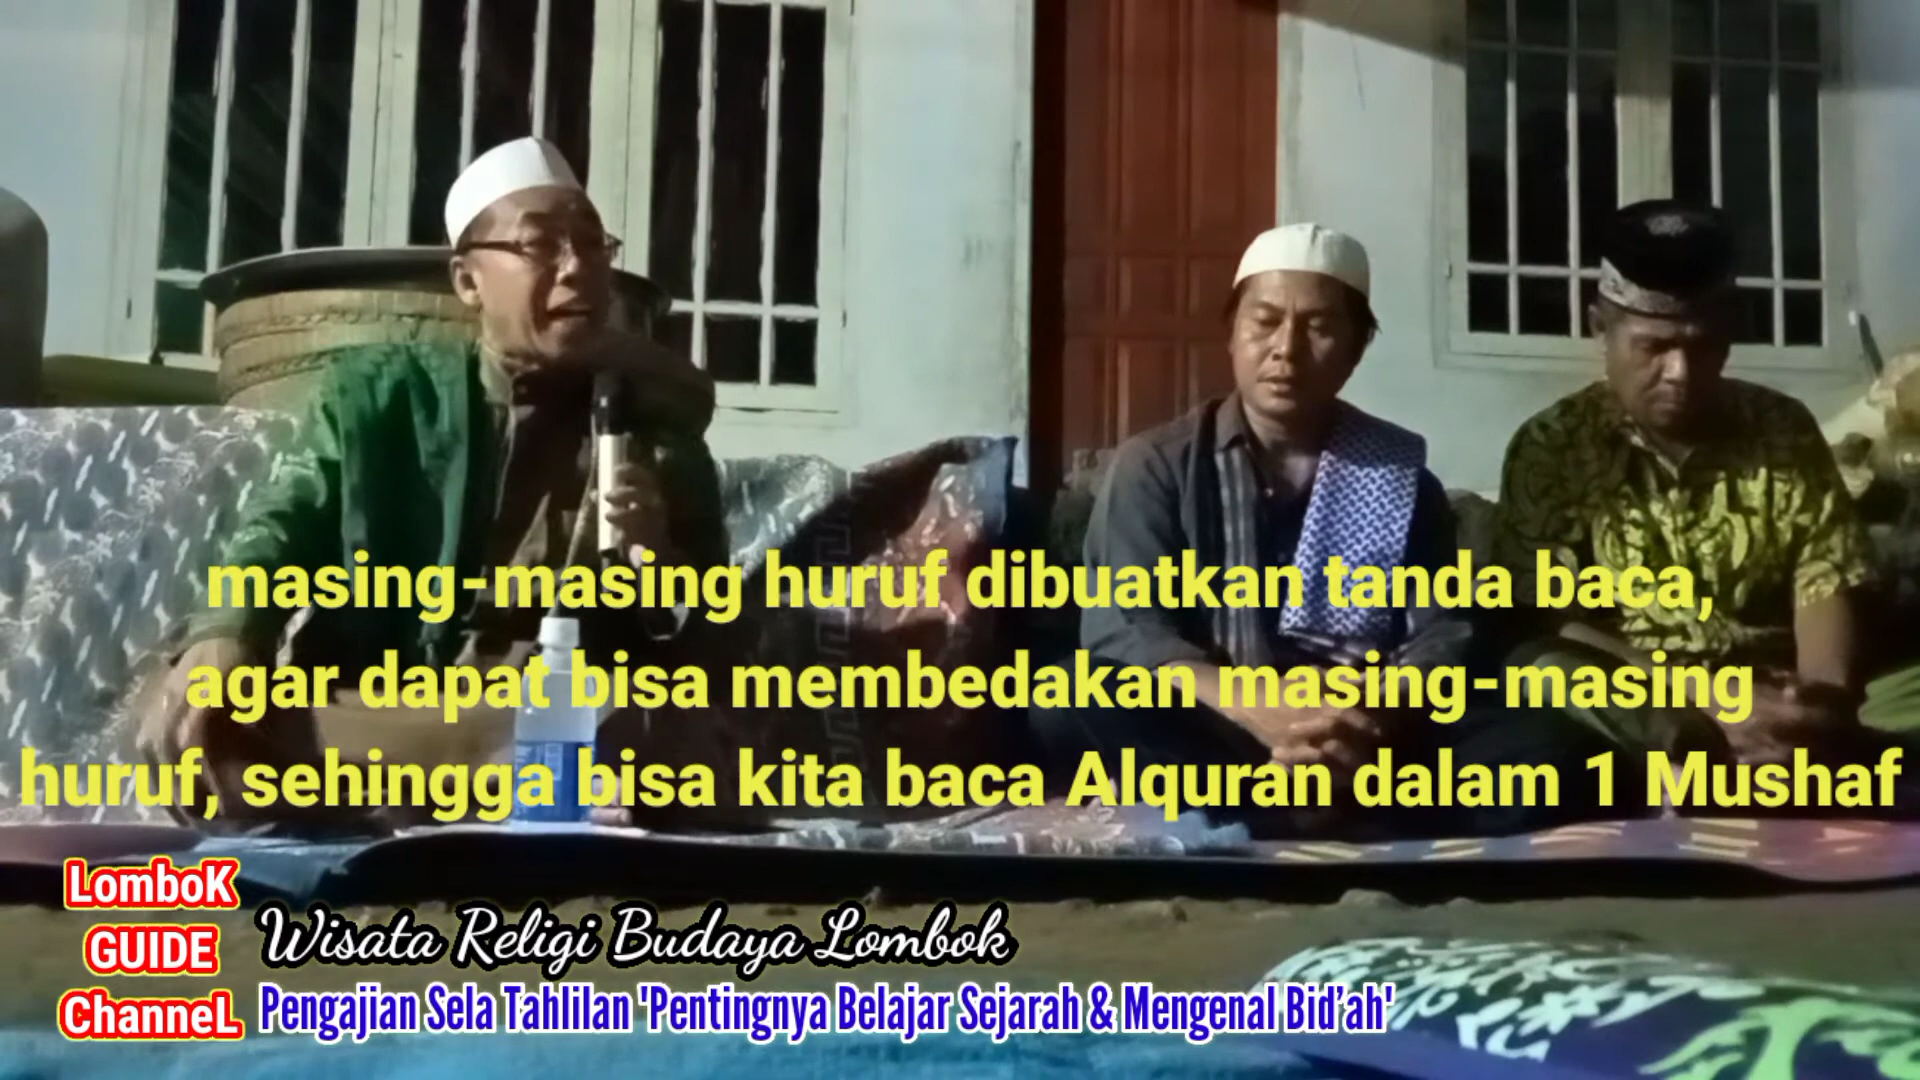 masing-masing huruf dibuatkan tanda baca,
agar dapat bisa membedakan masing-masing
huruf, sehingga bisa kita baca Alquran dalam 1 Mushaf
LomboK
GUIDE
ChanneL
Wisata Religi Budaya Lombok
Pengajian Sela Tahlilan 'Pentingnya Belajar Sejarah & Mengenal Bid'ah'